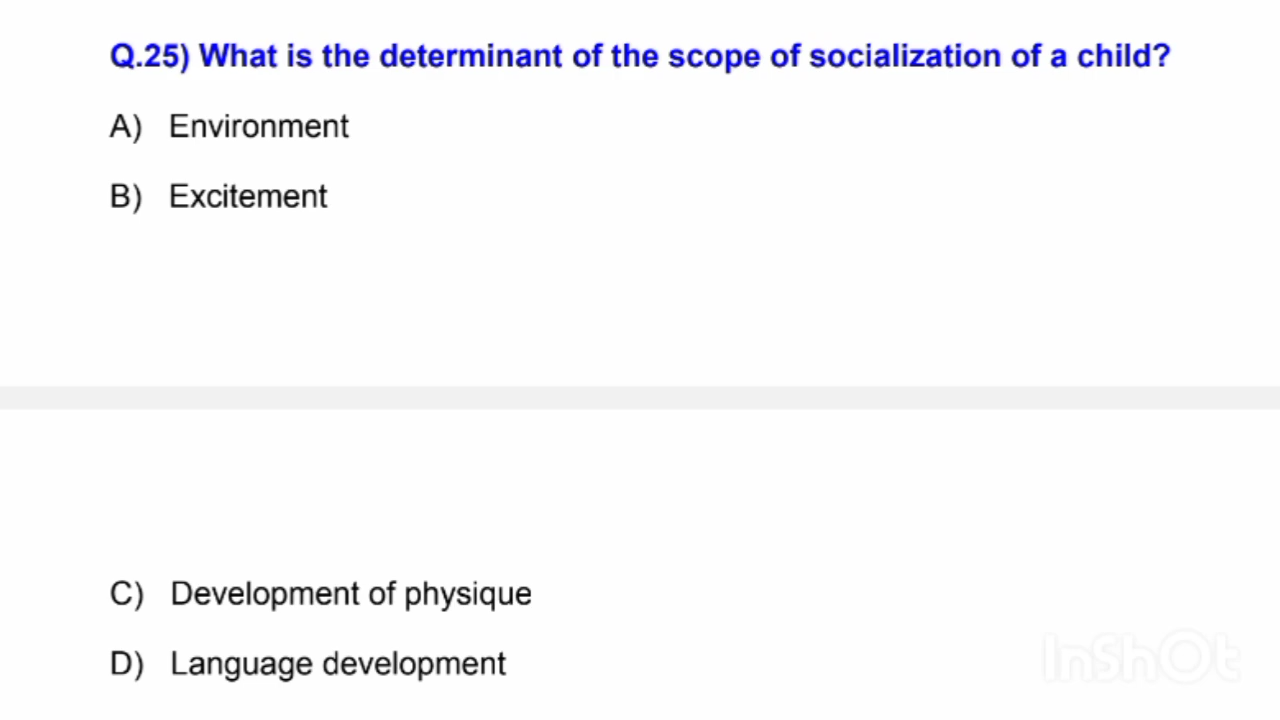 Q.25) What is the determinant of the scope of socialization of a child?
A) Environment
B) Excitement
C) Development of physique
D) Language development
InShOt